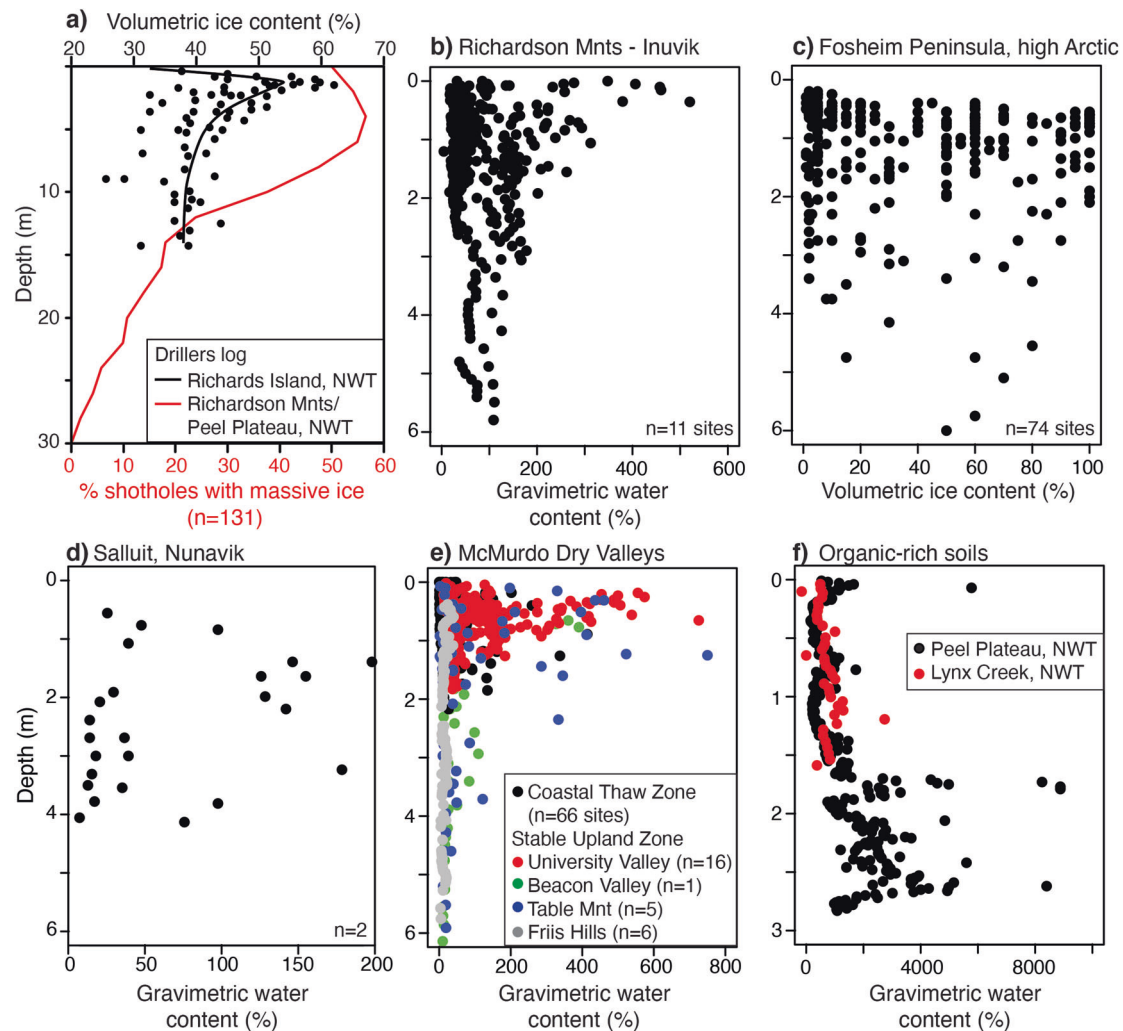 a)
Volumetric ice content (%)
20 30 40 50 60 70
Depth (m)
10
20
30
Drillers log
Richards Island, NWT
Richardson Mnts/
Peel Plateau, NWT
0 10 20 30 40 50 60
% shotholes with massive ice
(n=131)
b) Richardson Mnts - Inuvik
0
2
4
6
n=11 sites
0 200 400 600
Gravimetric water
content (%)
c) Fosheim Peninsula, high Arctic
0
2
4
6
n=74 sites
0 20 40 60 80 100
Volumetric ice content (%)
d) Salluit, Nunavik
0
2
4
6
Depth (m)
n=2
0 50 100 150 200
Gravimetric water
content (%)
e) McMurdo Dry Valleys
0
2
4
6
Coastal Thaw Zone
(n=66 sites)
Stable Upland Zone
University Valley (n=16)
Beacon Valley (n=1)
Table Mnt (n=5)
Friis Hills (n=6)
0 200 400 600 800
Gravimetric water
content (%)
f) Organic-rich soils
0
1
2
3
Peel Plateau, NWT
Lynx Creek, NWT
0 4000 8000
Gravimetric water
content (%)